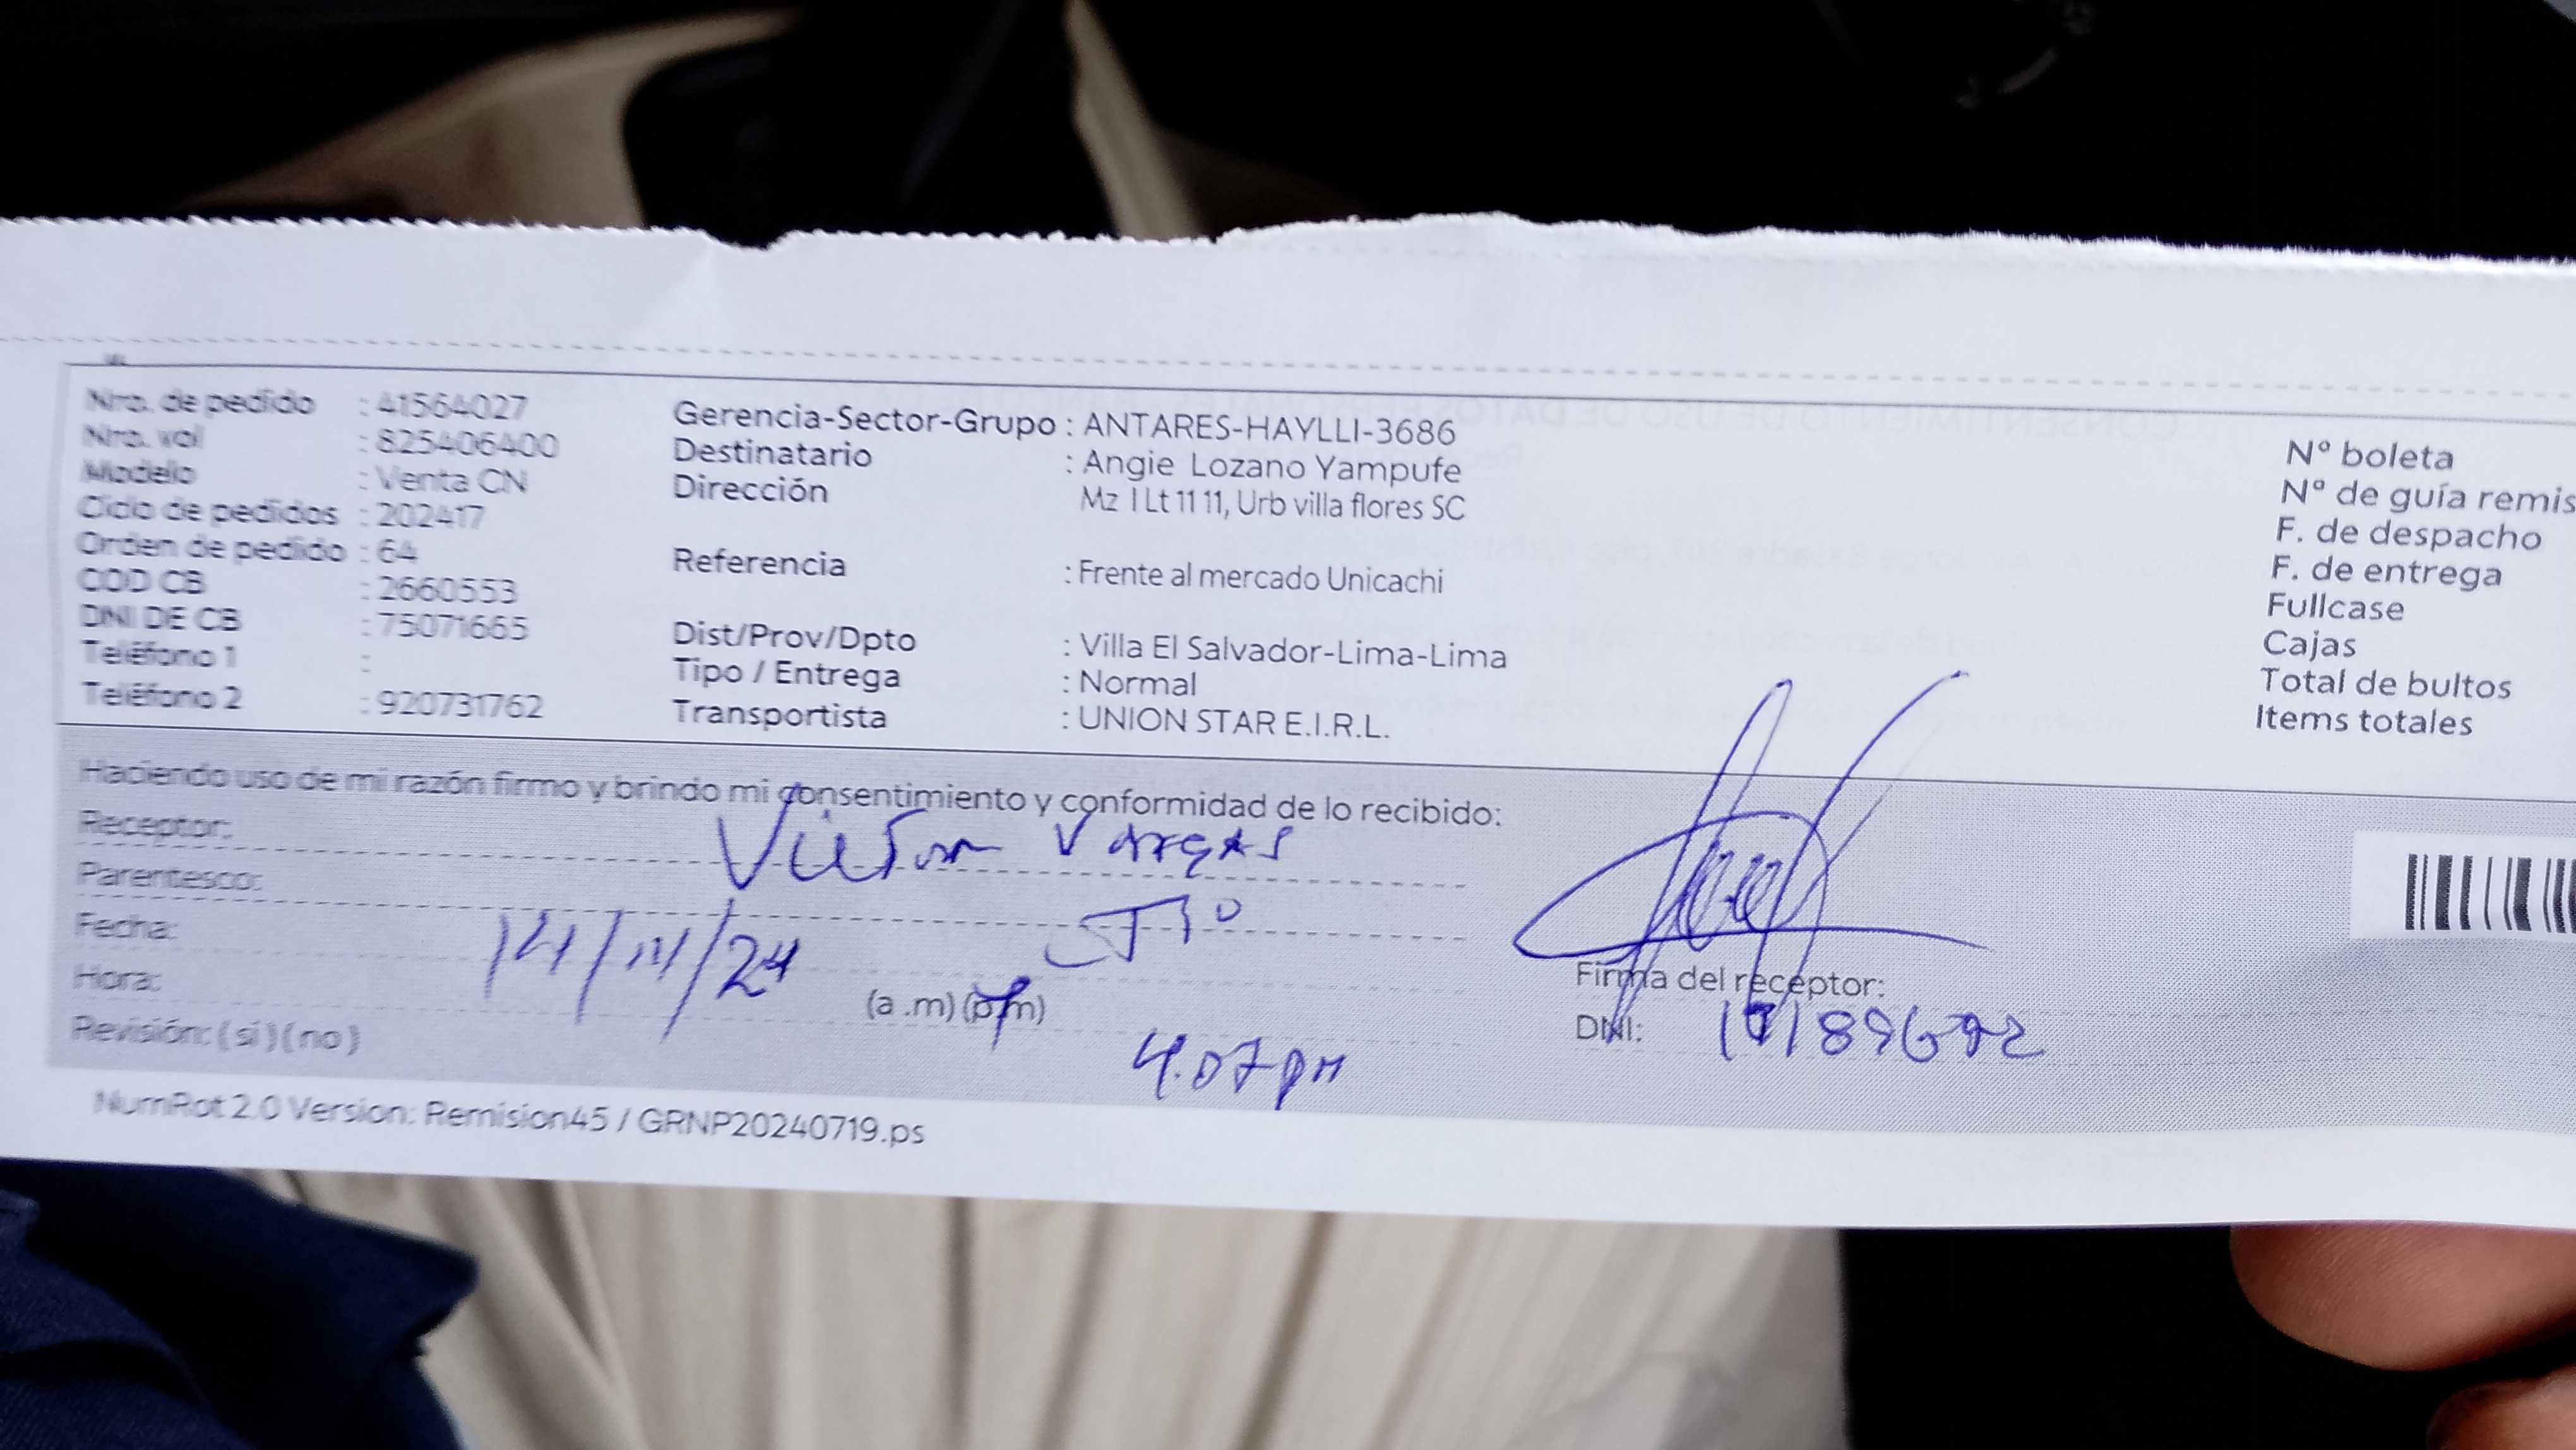 Nro. de pedido : 41564027
Nro. vol : 825406400
Modelo : Venta CN
Ciclo de pedidos : 202417
Orden de pedido : 64
COD CB : 2660553
DNI DE CB : 75071665
Teléfono 1 :
Teléfono 2 : 920731762
Gerencia-Sector-Grupo : ANTARES-HAYLLI-3686
Destinatario : Angie Lozano Yampufe
Dirección Mz I Lt 11 11, Urb villa flores SC
Referencia : Frente al mercado Unicachi
Dist/Prov/Dpto : Villa El Salvador-Lima-Lima
Tipo / Entrega : Normal
Transportista : UNION STAR E.I.R.L.
Nº boleta
Nº de guía remis
F. de despacho
F. de entrega
Fullcase
Cajas
Total de bultos
Items totales
Haciendo uso de mi razón firmo y brindo mi consentimiento y conformidad de lo recibido:
Receptor: Victor Vargas
Parentesco: Tio
Fecha: 14/11/24
Hora: (a .m) (p.m) 4.07 pm
Revisión: ( si ) ( no )
Firma del receptor:
DNI:
NumRot 2.0 Version: Remision45 / GRNP20240719.ps